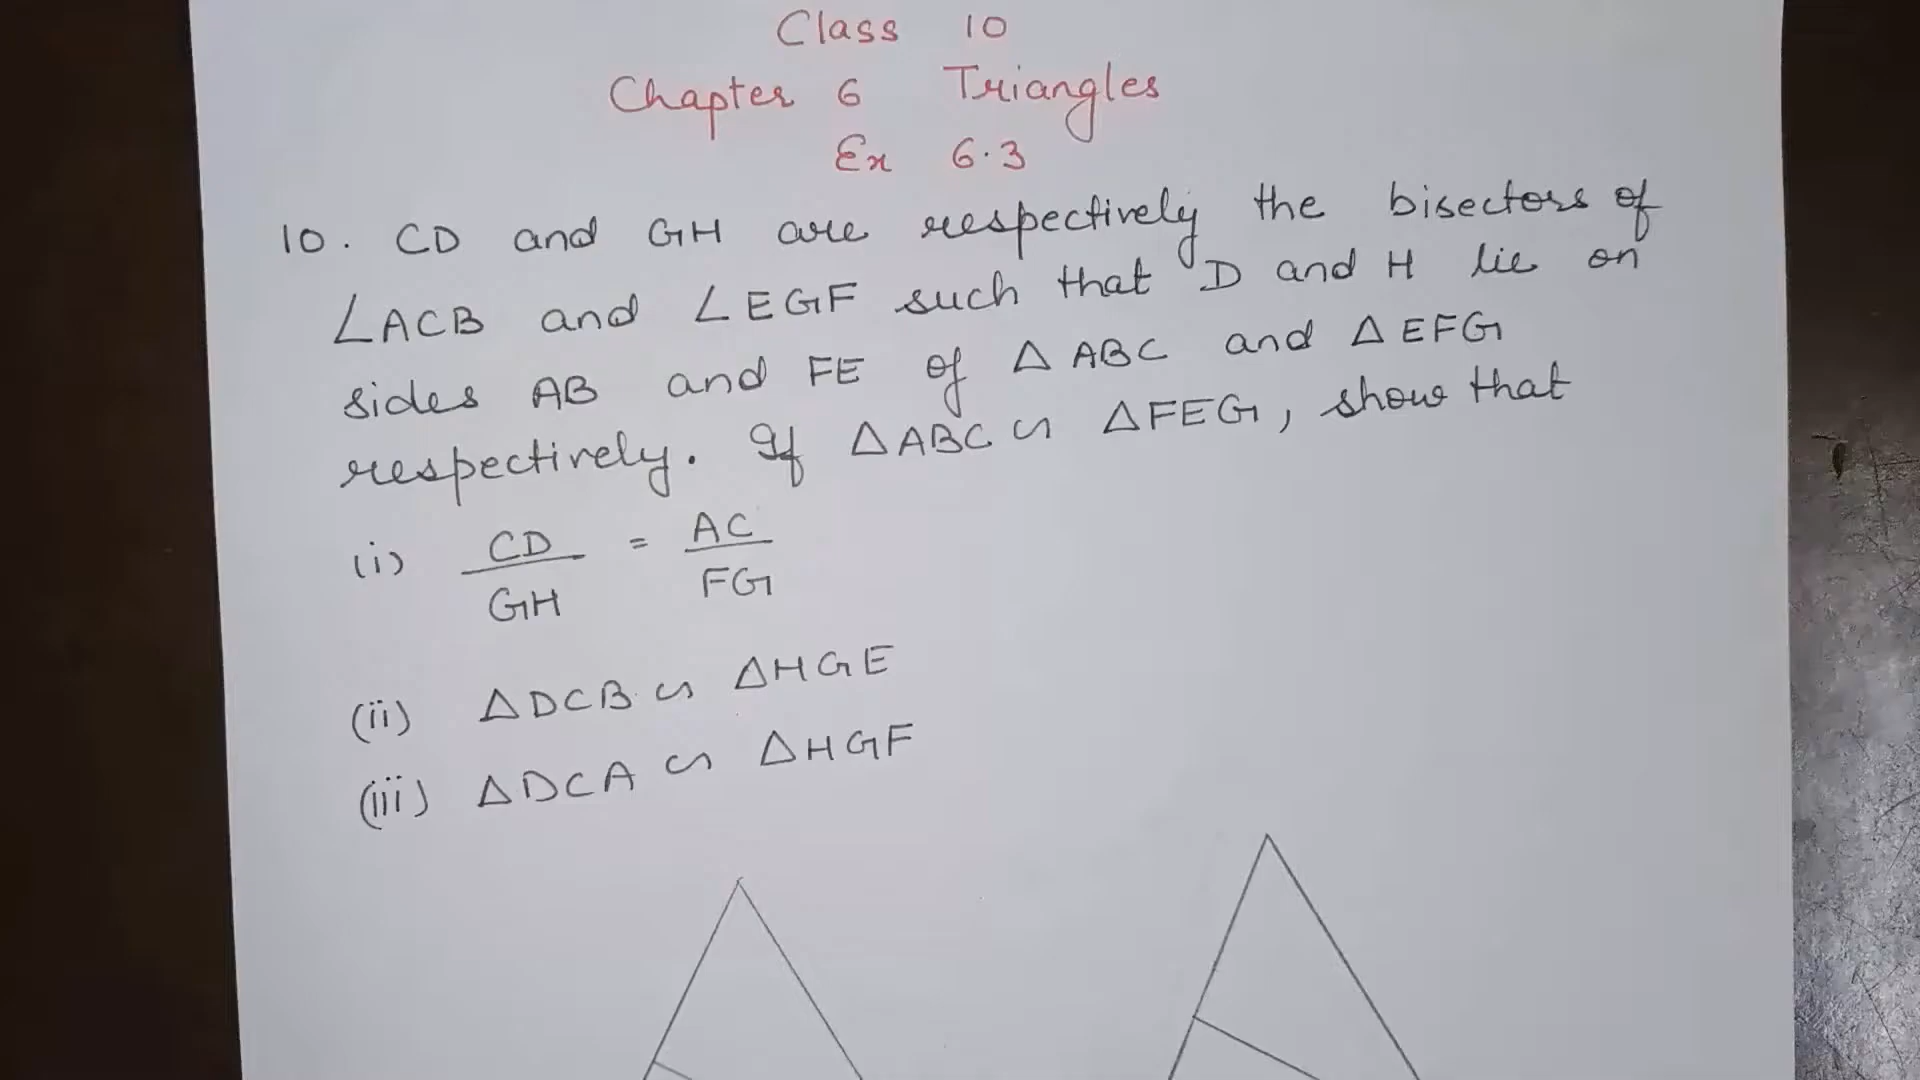 Class 10
Chapter 6 Triangles
Ex 6.3
10. CD and GH are respectively the bisectors of
∠ACB and ∠EGF such that D and H lie on
sides AB and FE of △ABC and △EFG
respectively. If △ABC ∽ △FEG, show that
(i) CD/GH = AC/FG
(ii) △DCB ∽ △HGE
(iii) △DCA ∽ △HGF